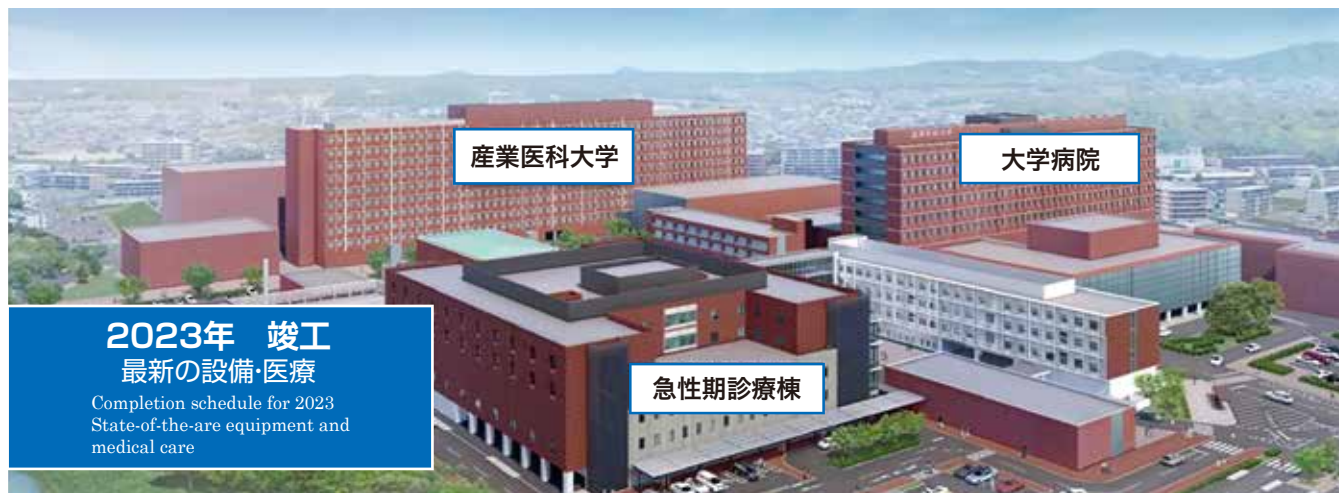 産業医科大学
大学病院
急性期診療棟
2023年　竣工
最新の設備・医療
Completion schedule for 2023
State-of-the-are equipment and
medical care